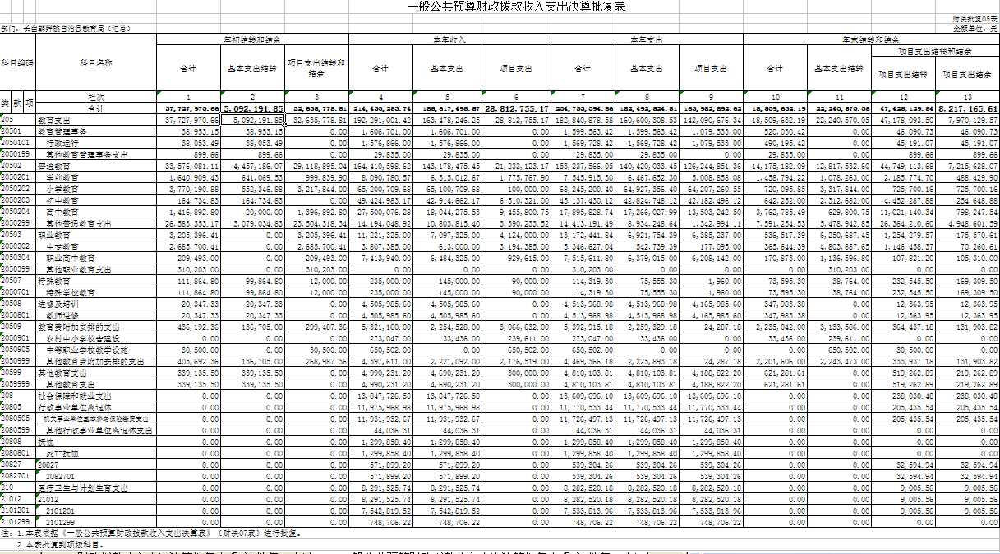 一般公共预算财政拨款收入支出决算批复表
财决批复05表
部门：长白朝鲜族自治县教育局（汇总） 金额单位：元
科目编码 科目名称 年初结转和结余 本年收入 本年支出 年末结转和结余
合计 基本支出结转 项目支出结转和结余 合计 基本支出 项目支出 合计 基本支出 项目支出 合计 基本支出结转 项目支出结转和结余
项目支出结转 项目支出结余
类 款 项 栏次 1 2 3 4 5 6 7 8 9 10 11 12 13
合计 37,727,970.66 5,092,191.85 32,635,778.81 28,812,755.17 18,509,632.19 22,240,570.05 8,217,165.61
205 教育支出 37,727,970.66 5,092,191.85 32,635,778.81 192,291,001.42 163,478,246.25 28,812,755.17 182,840,878.58 160,600,308.53 142,090,676.34 18,509,632.19 22,240,570.05 47,178,093.50 7,970,129.57
20501 教育管理事务 38,953.15 38,953.15 0.00 1,606,701.00 1,606,701.00 0.00 1,599,563.42 1,599,563.42 1,079,533.00 520,030.42 0.00 46,090.73 46,090.73
2050101 行政运行 38,053.49 38,053.49 0.00 1,576,866.00 1,576,866.00 0.00 1,569,728.42 1,569,728.42 1,079,533.00 490,195.42 0.00 45,191.07 45,191.07
2050199 其他教育管理事务支出 899.66 899.66 0.00 29,835.00 29,835.00 0.00 29,835.00 29,835.00 0.00 29,835.00 0.00 899.66 899.66
20502 普通教育 33,576,081.11 4,457,186.07 29,118,895.04 164,410,598.62 143,178,475.45 21,232,123.17 153,237,566.05 140,420,033.45 126,244,851.36 14,175,182.09 12,817,532.60 44,749,113.68 7,215,628.07
2050201 学前教育 1,640,909.43 641,069.53 999,839.90 8,090,780.57 6,315,012.67 1,775,767.90 7,545,915.30 6,467,652.30 5,008,858.08 1,458,794.22 1,078,263.00 2,185,774.70 488,429.90
2050202 小学教育 3,770,190.88 552,346.88 3,217,844.00 65,200,709.68 65,100,709.68 100,000.00 68,245,200.40 64,927,356.40 64,207,260.55 720,095.85 3,317,844.00 725,700.16 725,700.16
2050203 初中教育 164,734.83 164,734.83 0.00 49,424,983.17 42,914,662.17 6,510,321.00 45,137,430.12 42,824,748.12 42,182,496.12 642,252.00 2,312,682.00 4,452,287.88 254,648.88
2050204 高中教育 1,416,892.80 20,000.00 1,396,892.80 27,500,076.28 18,044,275.53 9,455,800.75 17,895,828.74 17,266,027.99 13,503,242.50 3,762,785.49 629,800.75 11,021,140.34 798,247.54
2050299 其他普通教育支出 26,583,353.17 3,079,034.83 23,504,318.34 14,194,048.92 10,803,815.40 3,390,233.52 14,413,191.49 8,934,248.64 1,342,994.11 7,591,254.53 5,478,942.85 26,364,210.60 4,948,601.59
20503 职业教育 3,205,396.41 0.00 3,205,396.41 11,221,325.00 7,097,325.00 4,124,000.00 13,172,441.84 6,921,754.39 6,385,237.00 536,517.39 6,250,687.45 1,254,279.57 175,570.61
2050302 中专教育 2,685,700.41 0.00 2,685,700.41 3,807,385.00 613,000.00 3,194,385.00 5,346,627.04 542,739.39 177,095.00 365,644.39 4,803,887.65 1,146,458.37 70,260.61
2050304 职业高中教育 209,493.00 0.00 209,493.00 7,413,940.00 6,484,325.00 929,615.00 7,515,611.80 6,379,015.00 6,208,142.00 170,873.00 1,136,596.80 107,821.20 105,310.00
2050399 其他职业教育支出 310,203.00 0.00 310,203.00 0.00 0.00 0.00 310,203.00 0.00 0.00 0.00 310,203.00 0.00 0.00
20507 特殊教育 111,864.80 99,864.80 12,000.00 235,000.00 145,000.00 90,000.00 114,319.30 75,555.30 1,960.00 73,595.30 38,764.00 232,545.50 169,309.50
2050701 特殊学校教育 111,864.80 99,864.80 12,000.00 235,000.00 145,000.00 90,000.00 114,319.30 75,555.30 1,960.00 73,595.30 38,764.00 232,545.50 169,309.50
20508 进修及培训 20,347.33 20,347.33 0.00 4,505,985.60 4,505,985.60 0.00 4,513,968.98 4,513,968.98 4,165,985.60 347,983.38 0.00 12,363.95 12,363.95
2050801 教师进修 20,347.33 20,347.33 0.00 4,505,985.60 4,505,985.60 0.00 4,513,968.98 4,513,968.98 4,165,985.60 347,983.38 0.00 12,363.95 12,363.95
20509 教育费附加安排的支出 436,192.36 136,705.00 299,487.36 5,321,160.00 2,254,528.00 3,066,632.00 5,392,915.18 2,259,329.18 24,287.18 2,235,042.00 3,133,586.00 364,437.18 131,903.82
2050901 农村中小学校舍建设 0.00 0.00 0.00 273,047.00 33,436.00 239,611.00 273,047.00 33,436.00 0.00 33,436.00 239,611.00 0.00 0.00
2050905 中等职业学校教学设施 30,500.00 0.00 30,500.00 650,502.00 0.00 650,502.00 650,502.00 0.00 0.00 0.00 650,502.00 30,500.00 0.00
2050999 其他教育费附加安排的支出 405,692.36 136,705.00 268,987.36 4,397,611.00 2,221,092.00 2,176,519.00 4,469,366.18 2,225,893.18 24,287.18 2,201,606.00 2,243,473.00 333,937.18 131,903.82
20599 其他教育支出 339,135.50 339,135.50 0.00 4,990,231.20 4,690,231.20 300,000.00 4,810,103.81 4,810,103.81 4,188,822.20 621,281.61 0.00 519,262.89 219,262.89
2059999 其他教育支出 339,135.50 339,135.50 0.00 4,990,231.20 4,690,231.20 300,000.00 4,810,103.81 4,810,103.81 4,188,822.20 621,281.61 0.00 519,262.89 219,262.89
208 社会保障和就业支出 0.00 0.00 0.00 13,847,726.58 13,847,726.58 0.00 13,609,696.10 13,609,696.10 13,609,696.10 0.00 0.00 238,030.48 238,030.48
20805 行政事业单位离退休 0.00 0.00 0.00 11,975,968.98 11,975,968.98 0.00 11,770,533.44 11,770,533.44 11,770,533.44 0.00 0.00 205,435.54 205,435.54
2080505 机关事业单位基本养老保险缴费支出 0.00 0.00 0.00 11,931,932.67 11,931,932.67 0.00 11,726,497.13 11,726,497.13 11,726,497.13 0.00 0.00 205,435.54 205,435.54
2080599 其他行政事业单位离退休支出 0.00 0.00 0.00 44,036.31 44,036.31 0.00 44,036.31 44,036.31 44,036.31 0.00 0.00 0.00 0.00
20808 抚恤 0.00 0.00 0.00 1,299,858.40 1,299,858.40 0.00 1,299,858.40 1,299,858.40 1,299,858.40 0.00 0.00 0.00 0.00
2080801 死亡抚恤 0.00 0.00 0.00 1,299,858.40 1,299,858.40 0.00 1,299,858.40 1,299,858.40 1,299,858.40 0.00 0.00 0.00 0.00
20827 20827 0.00 0.00 0.00 571,899.20 571,899.20 0.00 539,304.26 539,304.26 539,304.26 0.00 0.00 32,594.94 32,594.94
2082701 2082701 0.00 0.00 0.00 571,899.20 571,899.20 0.00 539,304.26 539,304.26 539,304.26 0.00 0.00 32,594.94 32,594.94
210 医疗卫生与计划生育支出 0.00 0.00 0.00 8,291,525.74 8,291,525.74 0.00 8,282,520.18 8,282,520.18 8,282,520.18 0.00 0.00 9,005.56 9,005.56
21012 21012 0.00 0.00 0.00 8,291,525.74 8,291,525.74 0.00 8,282,520.18 8,282,520.18 8,282,520.18 0.00 0.00 9,005.56 9,005.56
2101201 2101201 0.00 0.00 0.00 7,542,819.52 7,542,819.52 0.00 7,533,813.96 7,533,813.96 7,533,813.96 0.00 0.00 9,005.56 9,005.56
2101299 2101299 0.00 0.00 0.00 748,706.22 748,706.22 0.00 748,706.22 748,706.22 748,706.22 0.00 0.00 0.00 0.00
注：1.本表依据《一般公共预算财政拨款收入支出决算表》（财决07表）进行批复。
2.本表批复到项级科目。